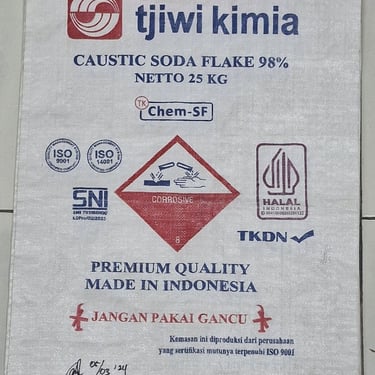 tjiwi kimia
CAUSTIC SODA FLAKE 98%
NETTO 25 KG
TK
Chem-SF
ISO
9001
ISO
14001
SNI
CORROSIVE
8
HALAL
INDONESIA
TKDN
PREMIUM QUALITY
MADE IN INDONESIA
JANGAN PAKAI GANCU
Kemasan ini diproduksi dari perusahaan
yang sertifikasi mutunya terpenuhi ISO 9001